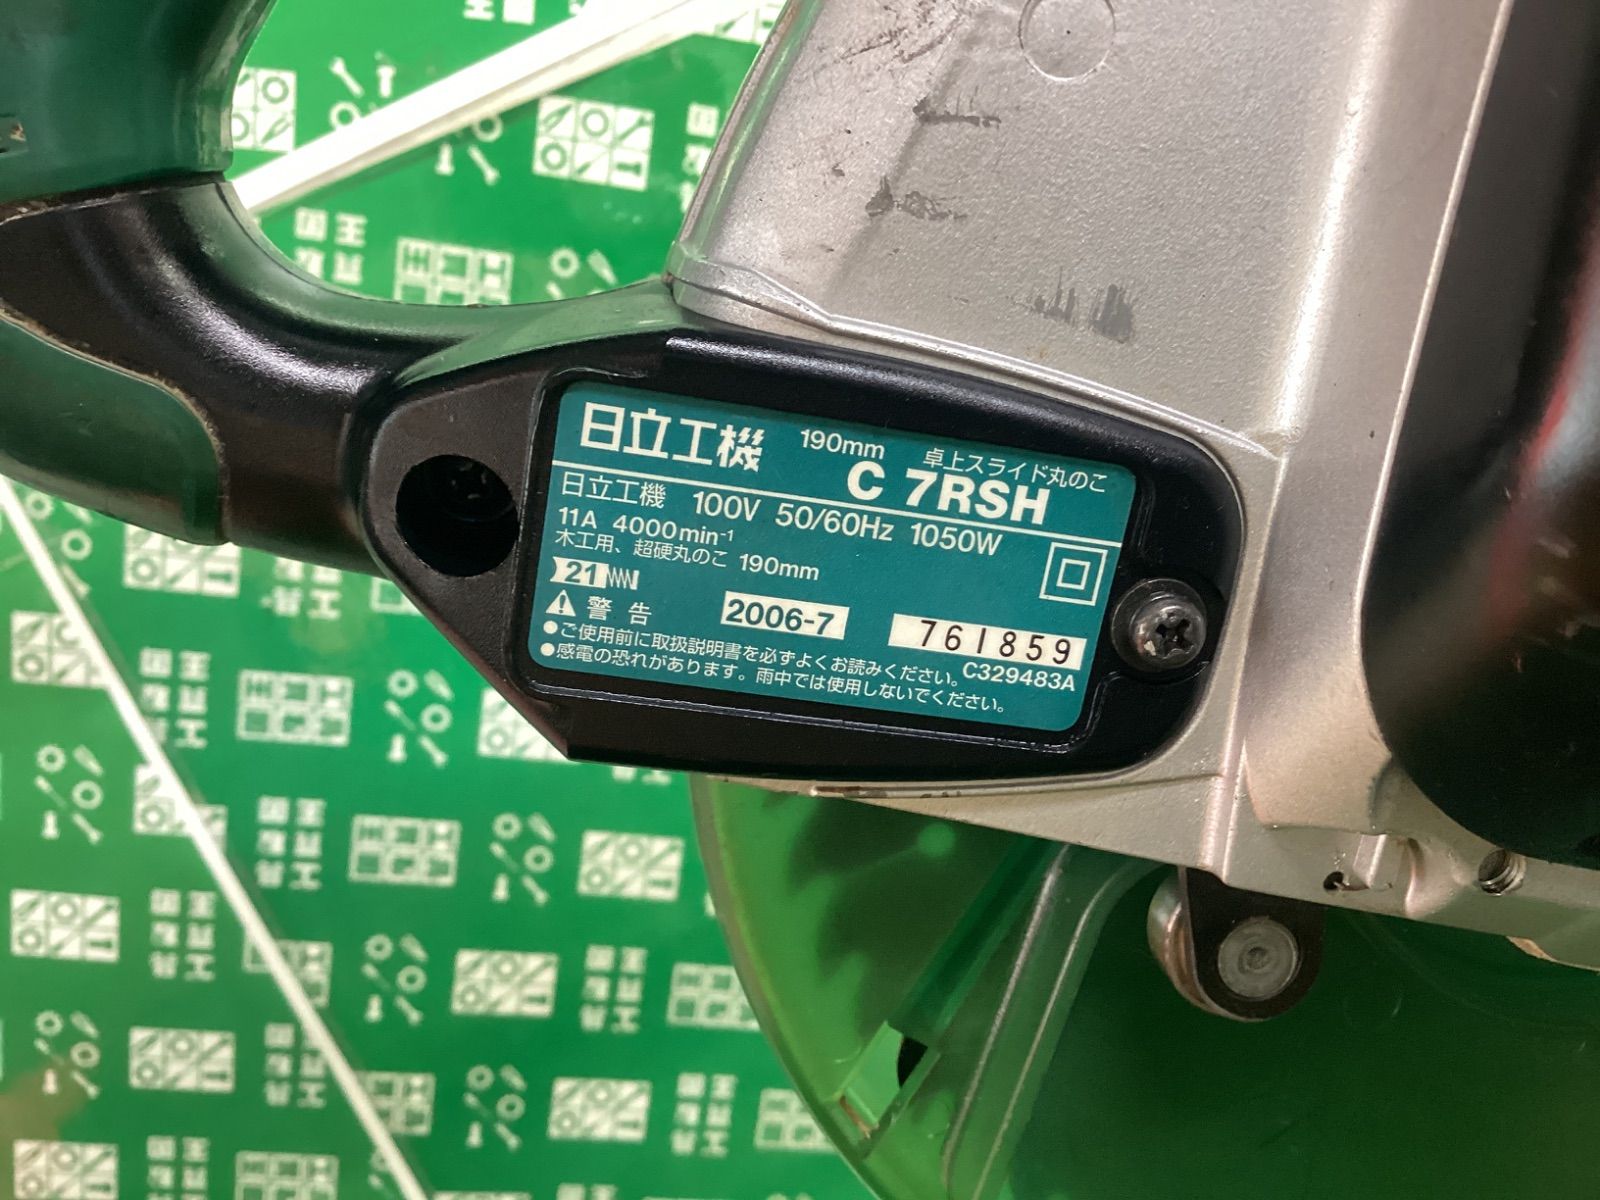 日立工機 190mm 卓上スライド丸のこ
C 7RSH
日立工機 100V 50/60Hz 1050W
11A 4000min⁻¹
木工用、超硬丸のこ 190mm
21
⚠ 警告 2006-7 761859
●ご使用前に取扱説明書を必ずよくお読みください。 C329483A
●感電の恐れがあります。雨中では使用しないでください。